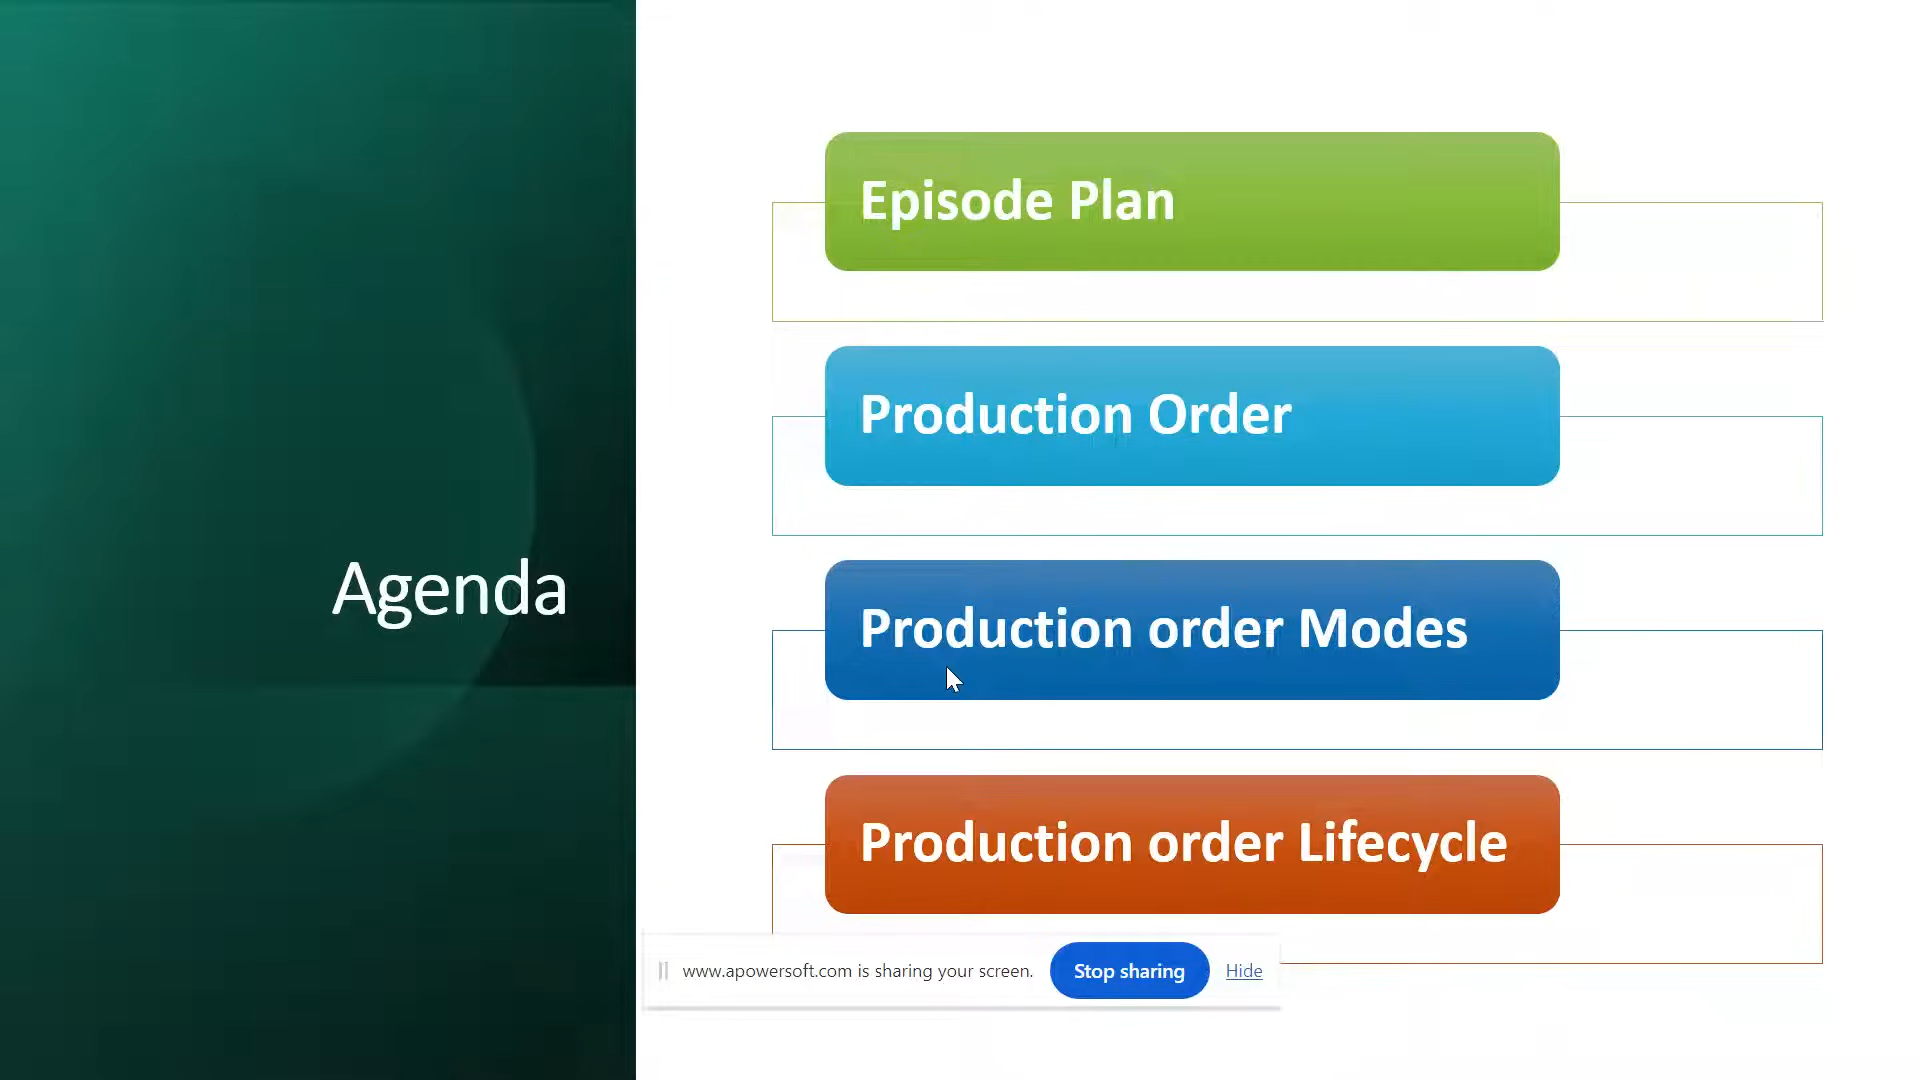 Agenda
Episode Plan
Production Order
Production order Modes
Production order Lifecycle
www.apowersoft.com is sharing your screen.
Stop sharing
Hide